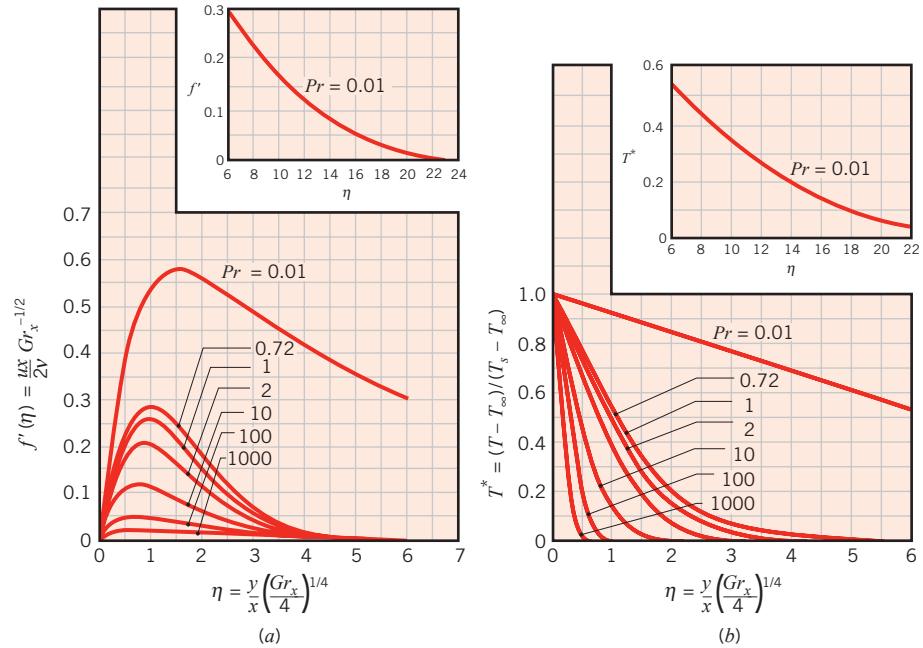 0.3
0.2
f′
0.1
0
Pr = 0.01
6 8 10 12 14 16 18 20 22 24
η
0.7
0.6
0.5
0.4
0.3
0.2
0.1
0
f′ (η) = ux/2ν Gr_x^−1/2
Pr = 0.01
0.72
1
2
10
100
1000
0 1 2 3 4 5 6 7
η = y/x (Gr_x/4)^1/4
(a)
0.6
0.4
T*
0.2
0
Pr = 0.01
6 8 10 12 14 16 18 20 22
η
1.0
0.8
0.6
0.4
0.2
0
T* = (T − T∞)/(Ts − T∞)
Pr = 0.01
0.72
1
2
10
100
1000
0 1 2 3 4 5 6
η = y/x (Gr_x/4)^1/4
(b)